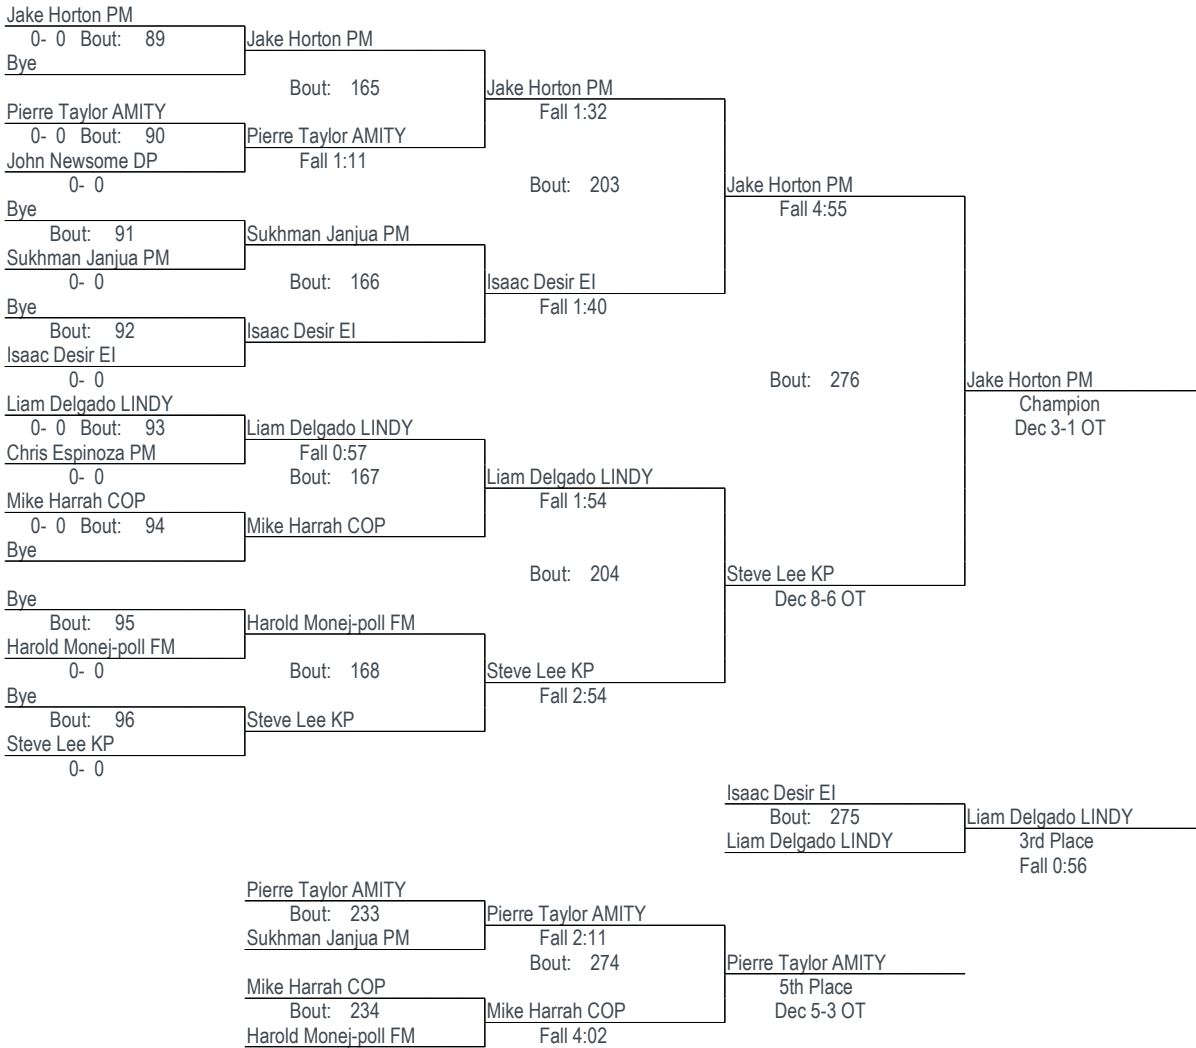 Jake Horton PM
0- 0 Bout: 89
Jake Horton PM
Bye
Bout: 165
Jake Horton PM
Pierre Taylor AMITY
Fall 1:32
0- 0 Bout: 90
Pierre Taylor AMITY
John Newsome DP
Fall 1:11
0- 0
Bout: 203
Jake Horton PM
Bye
Fall 4:55
Bout: 91
Sukhman Janjua PM
Sukhman Janjua PM
0- 0
Bout: 166
Isaac Desir EI
Bye
Fall 1:40
Bout: 92
Isaac Desir EI
Isaac Desir EI
0- 0
Bout: 276
Jake Horton PM
Liam Delgado LINDY
Champion
0- 0 Bout: 93
Liam Delgado LINDY
Dec 3-1 OT
Chris Espinoza PM
Fall 0:57
0- 0
Bout: 167
Liam Delgado LINDY
Mike Harrah COP
Fall 1:54
0- 0 Bout: 94
Mike Harrah COP
Bye
Bout: 204
Steve Lee KP
Bye
Dec 8-6 OT
Bout: 95
Harold Monej-poll FM
Harold Monej-poll FM
0- 0
Bout: 168
Steve Lee KP
Bye
Fall 2:54
Bout: 96
Steve Lee KP
Steve Lee KP
0- 0
Isaac Desir EI
Bout: 275
Liam Delgado LINDY
Liam Delgado LINDY
3rd Place
Fall 0:56
Pierre Taylor AMITY
Bout: 233
Pierre Taylor AMITY
Sukhman Janjua PM
Fall 2:11
Bout: 274
Pierre Taylor AMITY
Mike Harrah COP
5th Place
Bout: 234
Mike Harrah COP
Dec 5-3 OT
Harold Monej-poll FM
Fall 4:02